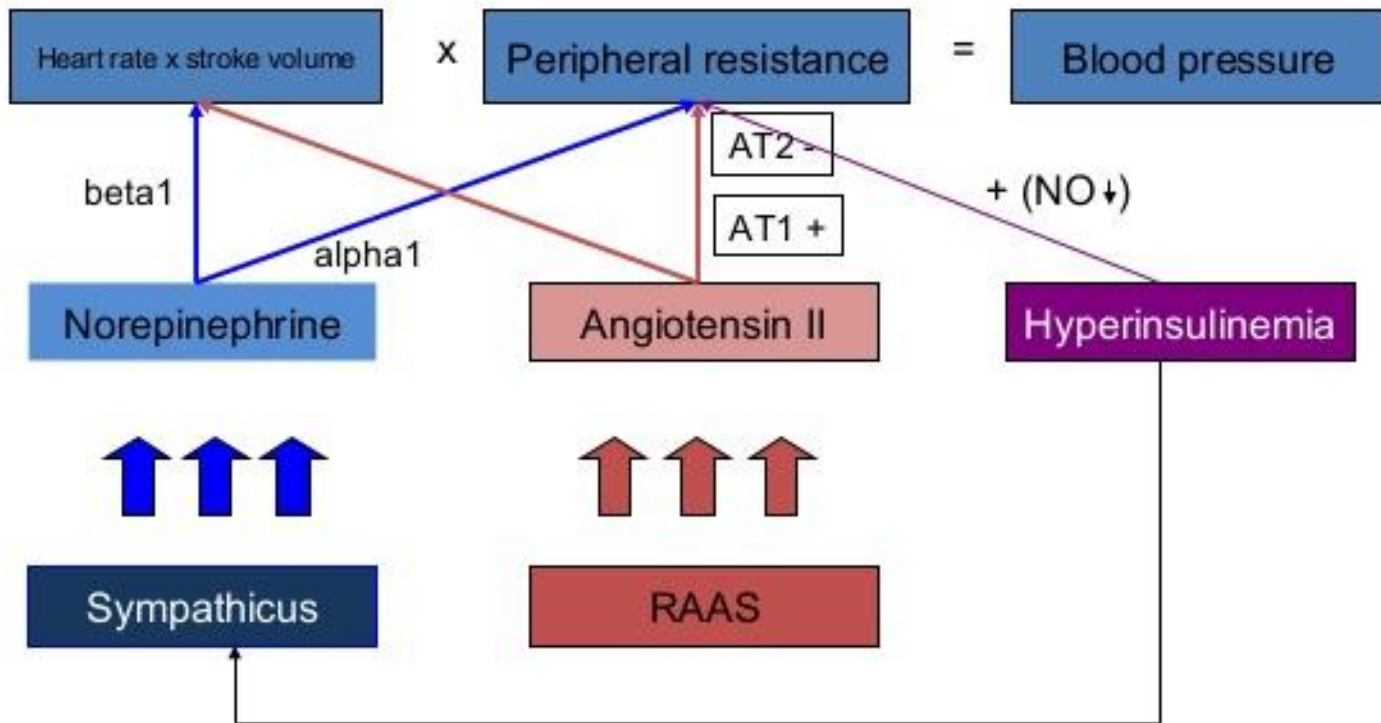 Heart rate x stroke volume
x
Peripheral resistance
=
Blood pressure
AT2 -
beta1
+ (NO↓)
AT1 +
alpha1
Norepinephrine
Angiotensin II
Hyperinsulinemia
Sympathicus
RAAS